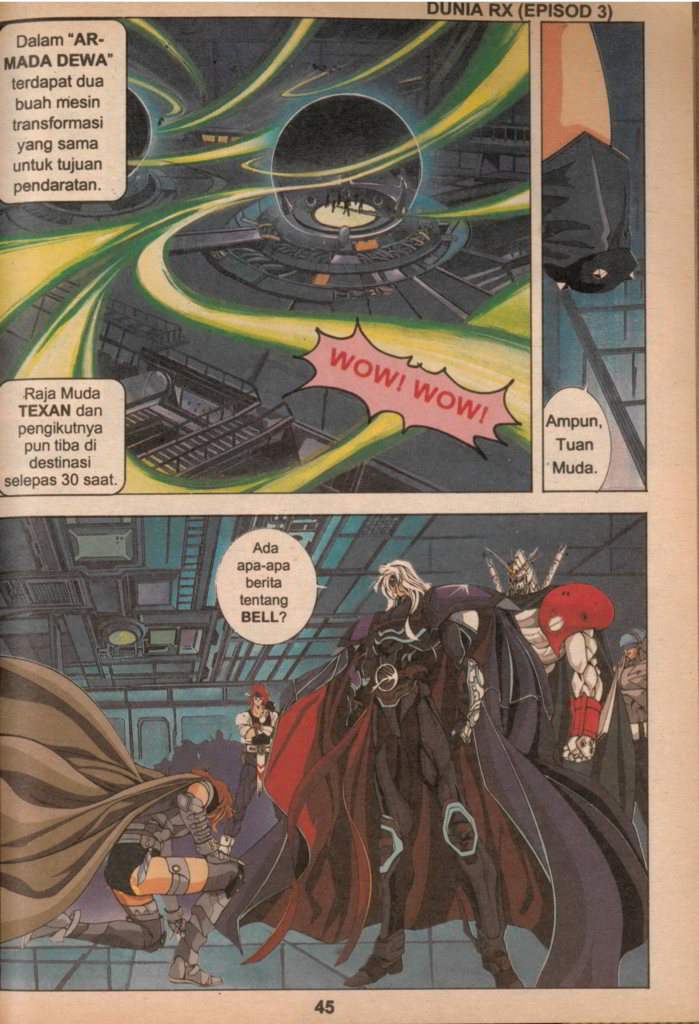 DUNIA RX (EPISOD 3)
Dalam “AR-
MADA DEWA”
terdapat dua
buah mesin
transformasi
yang sama
untuk tujuan
pendaratan.
WOW! WOW!
Raja Muda
TEXAN dan
pengikutnya
pun tiba di
destinasi
selepas 30 saat.
Ampun,
Tuan
Muda.
Ada
apa-apa
berita
tentang
BELL?
45